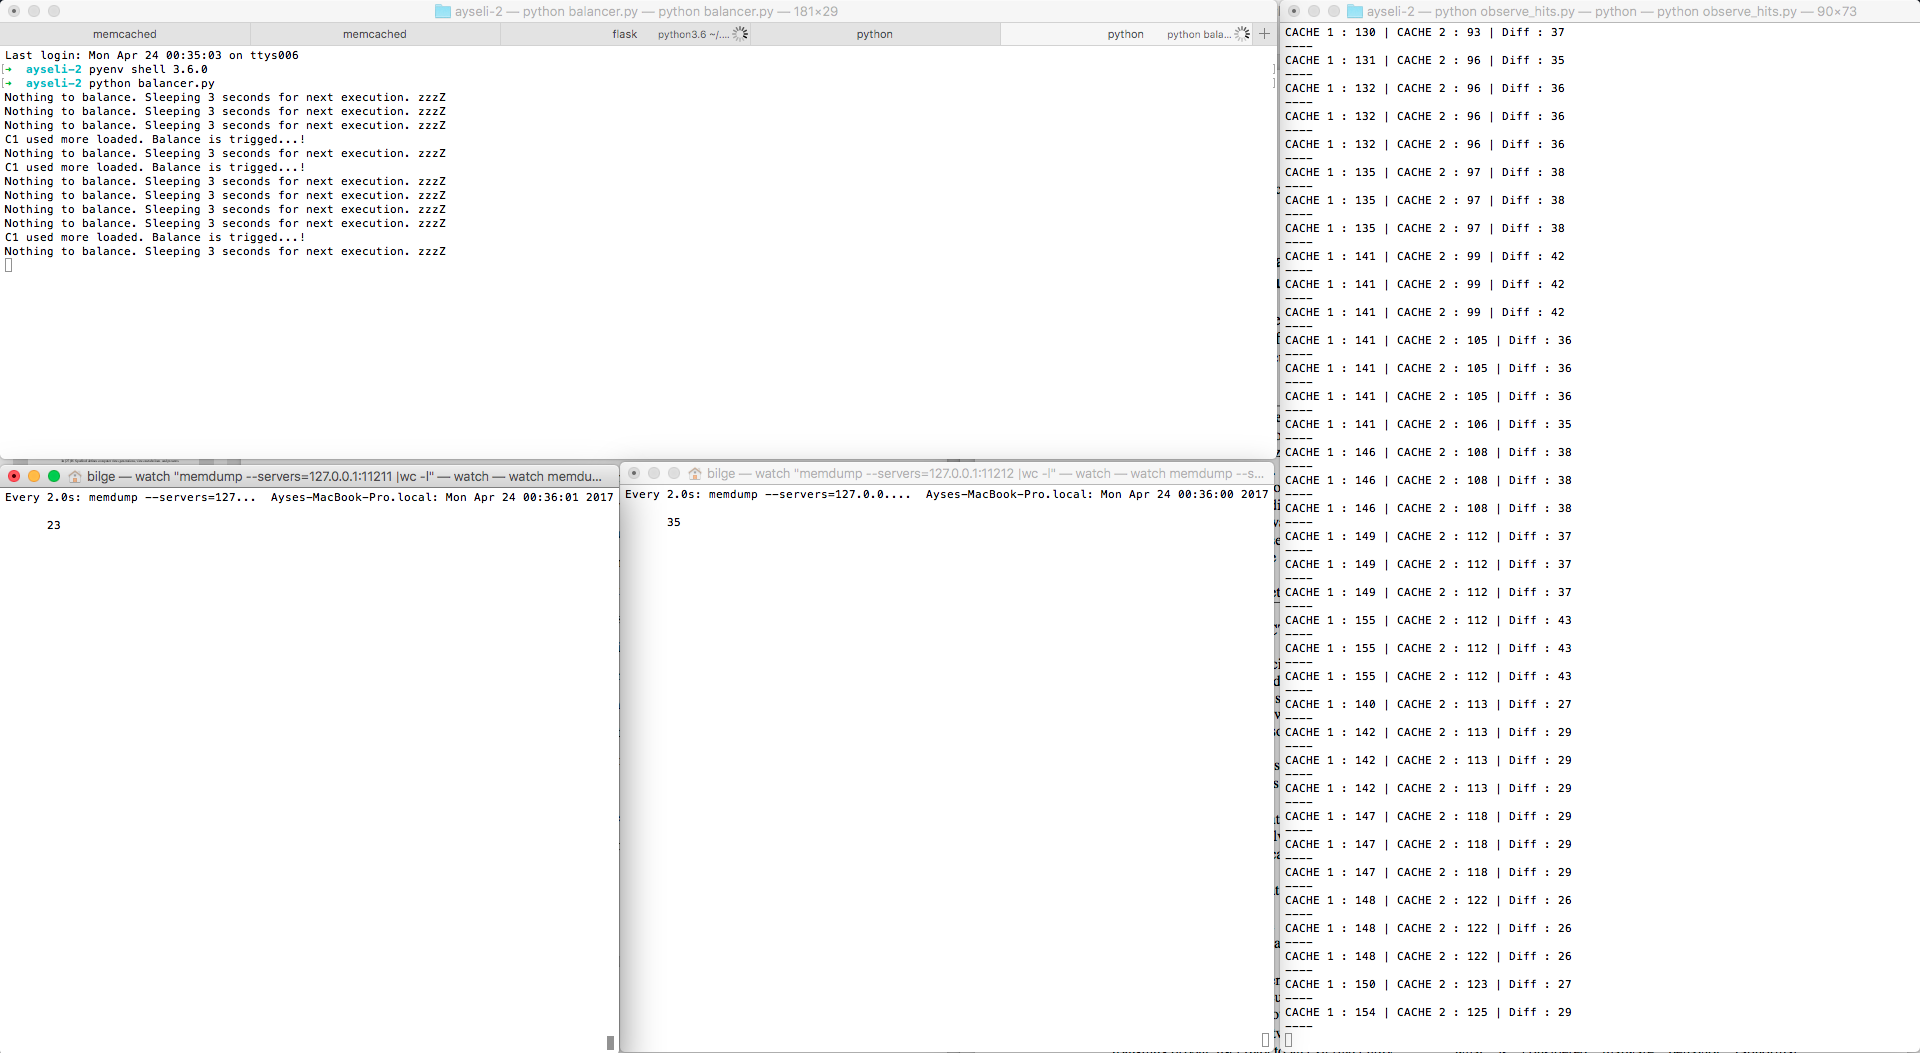 ayseli-2 — python balancer.py — python balancer.py — 181×29
memcached
memcached
flask
python3.6 ~/....
python
python
python bala...
+
Last login: Mon Apr 24 00:35:03 on ttys006
[➜ ayseli-2 pyenv shell 3.6.0 ]
[➜ ayseli-2 python balancer.py ]
Nothing to balance. Sleeping 3 seconds for next execution. zzzZ
Nothing to balance. Sleeping 3 seconds for next execution. zzzZ
Nothing to balance. Sleeping 3 seconds for next execution. zzzZ
C1 used more loaded. Balance is trigged...!
Nothing to balance. Sleeping 3 seconds for next execution. zzzZ
C1 used more loaded. Balance is trigged...!
Nothing to balance. Sleeping 3 seconds for next execution. zzzZ
Nothing to balance. Sleeping 3 seconds for next execution. zzzZ
Nothing to balance. Sleeping 3 seconds for next execution. zzzZ
Nothing to balance. Sleeping 3 seconds for next execution. zzzZ
C1 used more loaded. Balance is trigged...!
Nothing to balance. Sleeping 3 seconds for next execution. zzzZ
bilge — watch "memdump --servers=127.0.0.1:11211 |wc -l" — watch — watch memdu...
Every 2.0s: memdump --servers=127... Ayses-MacBook-Pro.local: Mon Apr 24 00:36:01 2017
23
bilge — watch "memdump --servers=127.0.0.1:11212 |wc -l" — watch — watch memdump --s...
Every 2.0s: memdump --servers=127.0.0.... Ayses-MacBook-Pro.local: Mon Apr 24 00:36:00 2017
35
ayseli-2 — python observe_hits.py — python — python observe_hits.py — 90×73
CACHE 1 : 130 | CACHE 2 : 93 | Diff : 37
----
CACHE 1 : 131 | CACHE 2 : 96 | Diff : 35
----
CACHE 1 : 132 | CACHE 2 : 96 | Diff : 36
----
CACHE 1 : 132 | CACHE 2 : 96 | Diff : 36
----
CACHE 1 : 132 | CACHE 2 : 96 | Diff : 36
----
CACHE 1 : 135 | CACHE 2 : 97 | Diff : 38
----
CACHE 1 : 135 | CACHE 2 : 97 | Diff : 38
----
CACHE 1 : 135 | CACHE 2 : 97 | Diff : 38
----
CACHE 1 : 141 | CACHE 2 : 99 | Diff : 42
----
CACHE 1 : 141 | CACHE 2 : 99 | Diff : 42
----
CACHE 1 : 141 | CACHE 2 : 99 | Diff : 42
----
CACHE 1 : 141 | CACHE 2 : 105 | Diff : 36
----
CACHE 1 : 141 | CACHE 2 : 105 | Diff : 36
----
CACHE 1 : 141 | CACHE 2 : 105 | Diff : 36
----
CACHE 1 : 141 | CACHE 2 : 106 | Diff : 35
----
CACHE 1 : 146 | CACHE 2 : 108 | Diff : 38
----
CACHE 1 : 146 | CACHE 2 : 108 | Diff : 38
----
CACHE 1 : 146 | CACHE 2 : 108 | Diff : 38
----
CACHE 1 : 149 | CACHE 2 : 112 | Diff : 37
----
CACHE 1 : 149 | CACHE 2 : 112 | Diff : 37
----
CACHE 1 : 149 | CACHE 2 : 112 | Diff : 37
----
CACHE 1 : 155 | CACHE 2 : 112 | Diff : 43
----
CACHE 1 : 155 | CACHE 2 : 112 | Diff : 43
----
CACHE 1 : 155 | CACHE 2 : 112 | Diff : 43
----
CACHE 1 : 140 | CACHE 2 : 113 | Diff : 27
----
CACHE 1 : 142 | CACHE 2 : 113 | Diff : 29
----
CACHE 1 : 142 | CACHE 2 : 113 | Diff : 29
----
CACHE 1 : 142 | CACHE 2 : 113 | Diff : 29
----
CACHE 1 : 147 | CACHE 2 : 118 | Diff : 29
----
CACHE 1 : 147 | CACHE 2 : 118 | Diff : 29
----
CACHE 1 : 147 | CACHE 2 : 118 | Diff : 29
----
CACHE 1 : 148 | CACHE 2 : 122 | Diff : 26
----
CACHE 1 : 148 | CACHE 2 : 122 | Diff : 26
----
CACHE 1 : 148 | CACHE 2 : 122 | Diff : 26
----
CACHE 1 : 150 | CACHE 2 : 123 | Diff : 27
----
CACHE 1 : 154 | CACHE 2 : 125 | Diff : 29
----